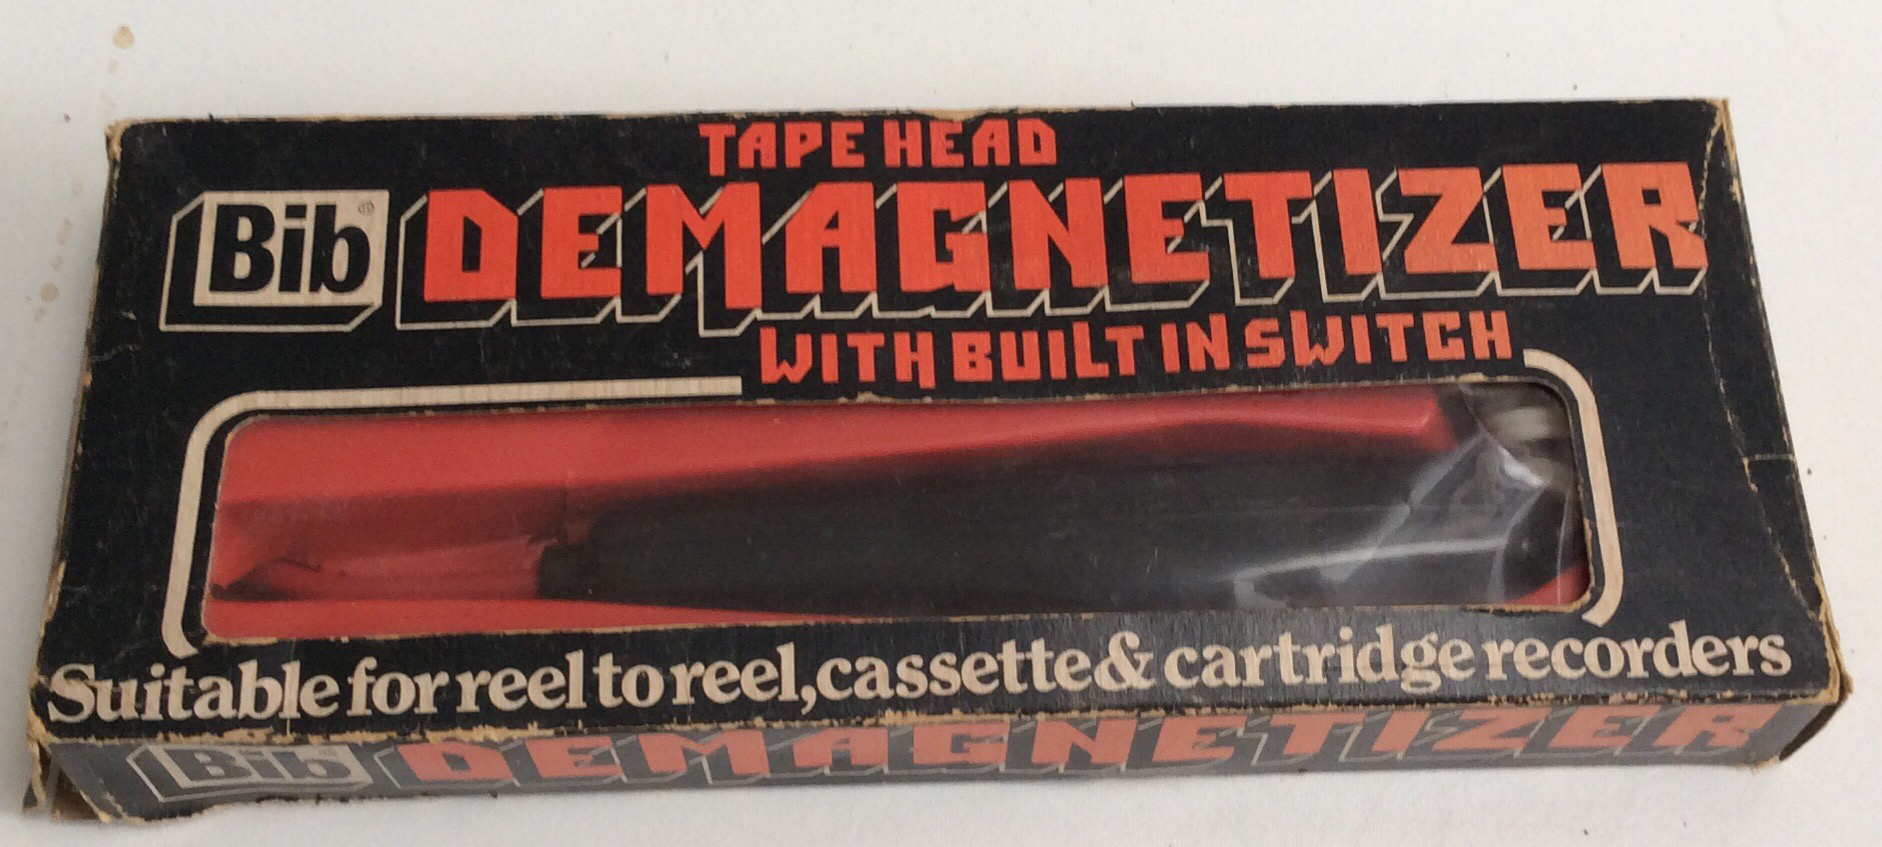 TAPE HEAD
Bib® DEMAGNETIZER
WITH BUILT IN SWITCH
Suitable for reel to reel, cassette & cartridge recorders
Bib DEMAGNETIZER